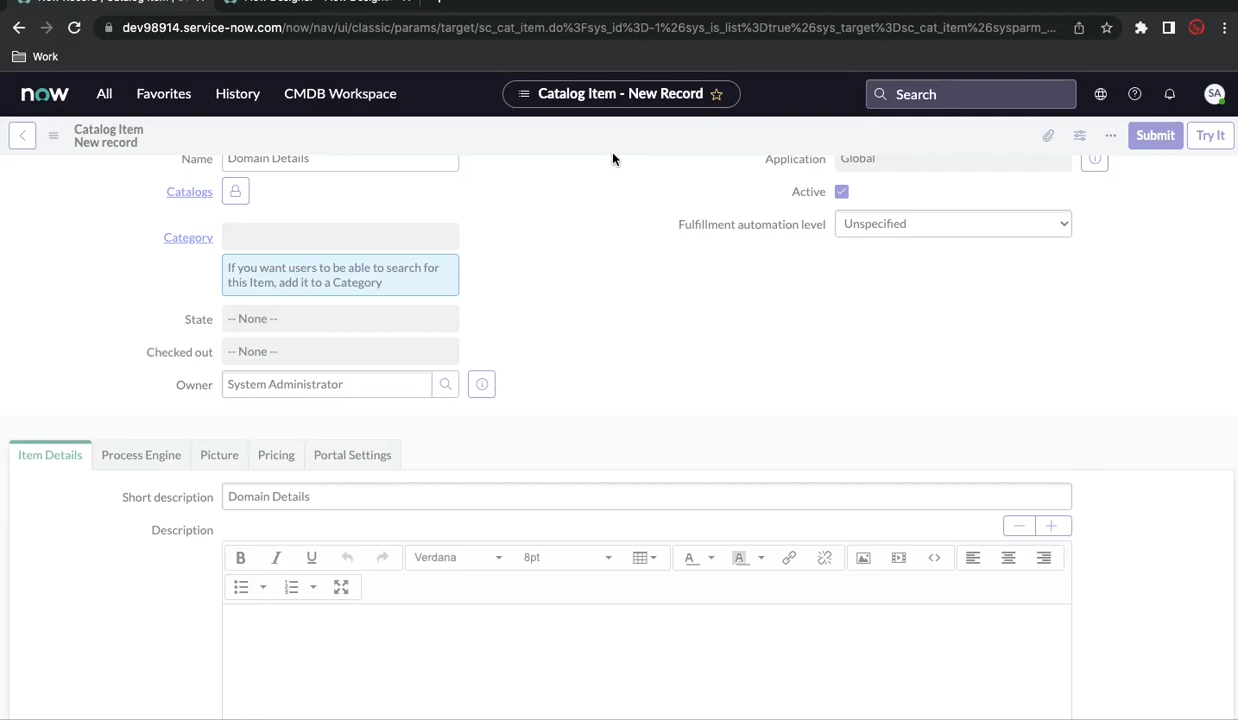 dev98914.service-now.com/now/nav/ui/classic/params/target/sc_cat_item.do%3Fsys_id%3D-1%26sys_is_list%3Dtrue%26sys_target%3Dsc_cat_item%26sysparm_...
Work
now All Favorites History CMDB Workspace Catalog Item - New Record Search SA
Catalog Item
New record
Submit Try It
Name Domain Details Application Global
Catalogs Active
Category Fulfillment automation level Unspecified
If you want users to be able to search for
this Item, add it to a Category
State -- None --
Checked out -- None --
Owner System Administrator
Item Details Process Engine Picture Pricing Portal Settings
Short description Domain Details
Description
B I U Verdana 8pt A A